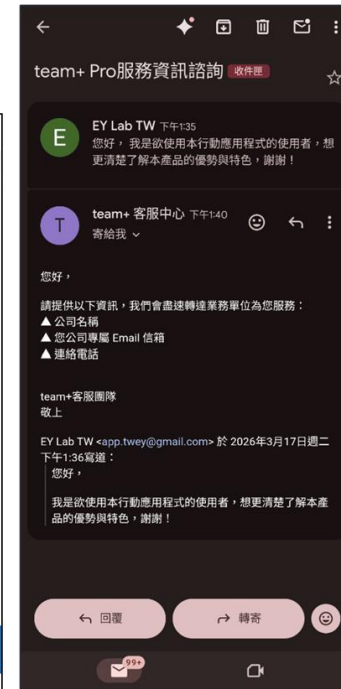 team+ Pro服務資訊諮詢 收件匣
E
EY Lab TW 下午1:35
您好，我是欲使用本行動應用程式的使用者，想
更清楚了解本產品的優勢與特色，謝謝！
T
team+ 客服中心 下午1:40
寄給我
您好，
請提供以下資訊，我們會盡速轉達業務單位為您服務：
▲ 公司名稱
▲ 您公司專屬 Email 信箱
▲ 連絡電話
team+客服團隊
敬上
EY Lab TW <app.twey@gmail.com> 於 2026年3月17日週二
下午1:36寫道：
您好，
我是欲使用本行動應用程式的使用者，想更清楚了解本產
品的優勢與特色，謝謝！
回覆
轉寄
99+